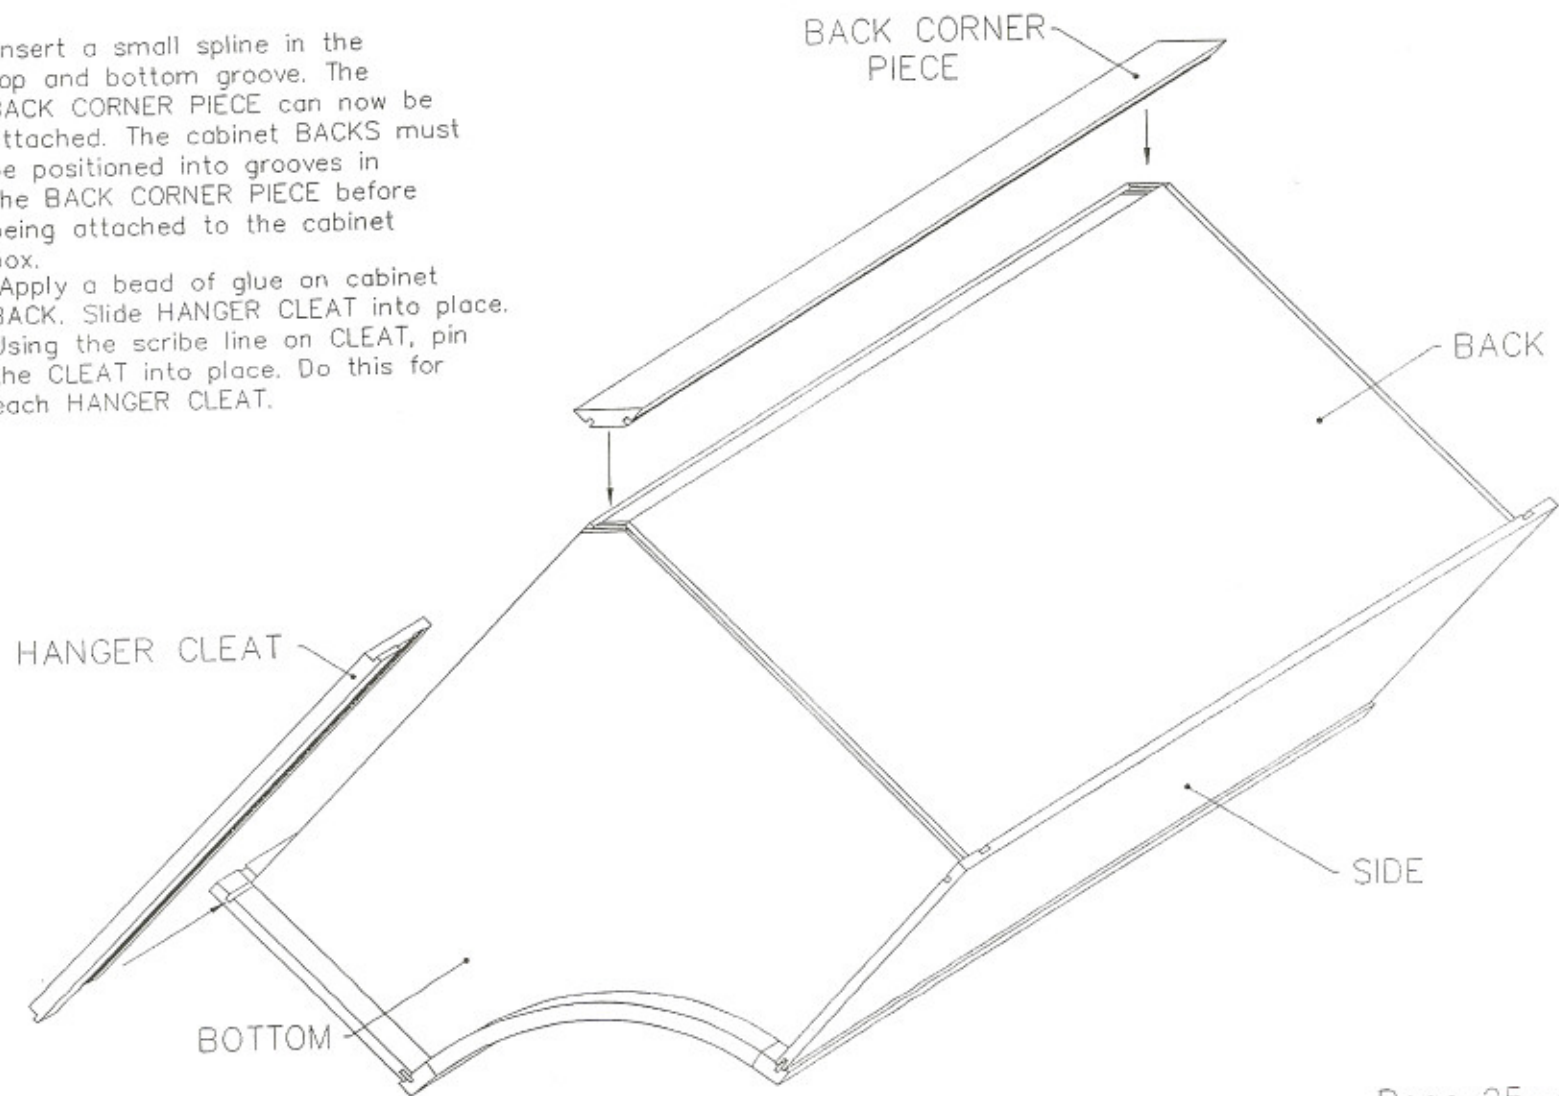 nsert a small spline in the
op and bottom groove. The
BACK CORNER PIECE can now be
ttached. The cabinet BACKS must
e positioned into grooves in
he BACK CORNER PIECE before
eing attached to the cabinet
ox.
Apply a bead of glue on cabinet
BACK. Slide HANGER CLEAT into place.
Using the scribe line on CLEAT, pin
he CLEAT into place. Do this for
each HANGER CLEAT.
BACK CORNER
PIECE
BACK
HANGER CLEAT
SIDE
BOTTOM